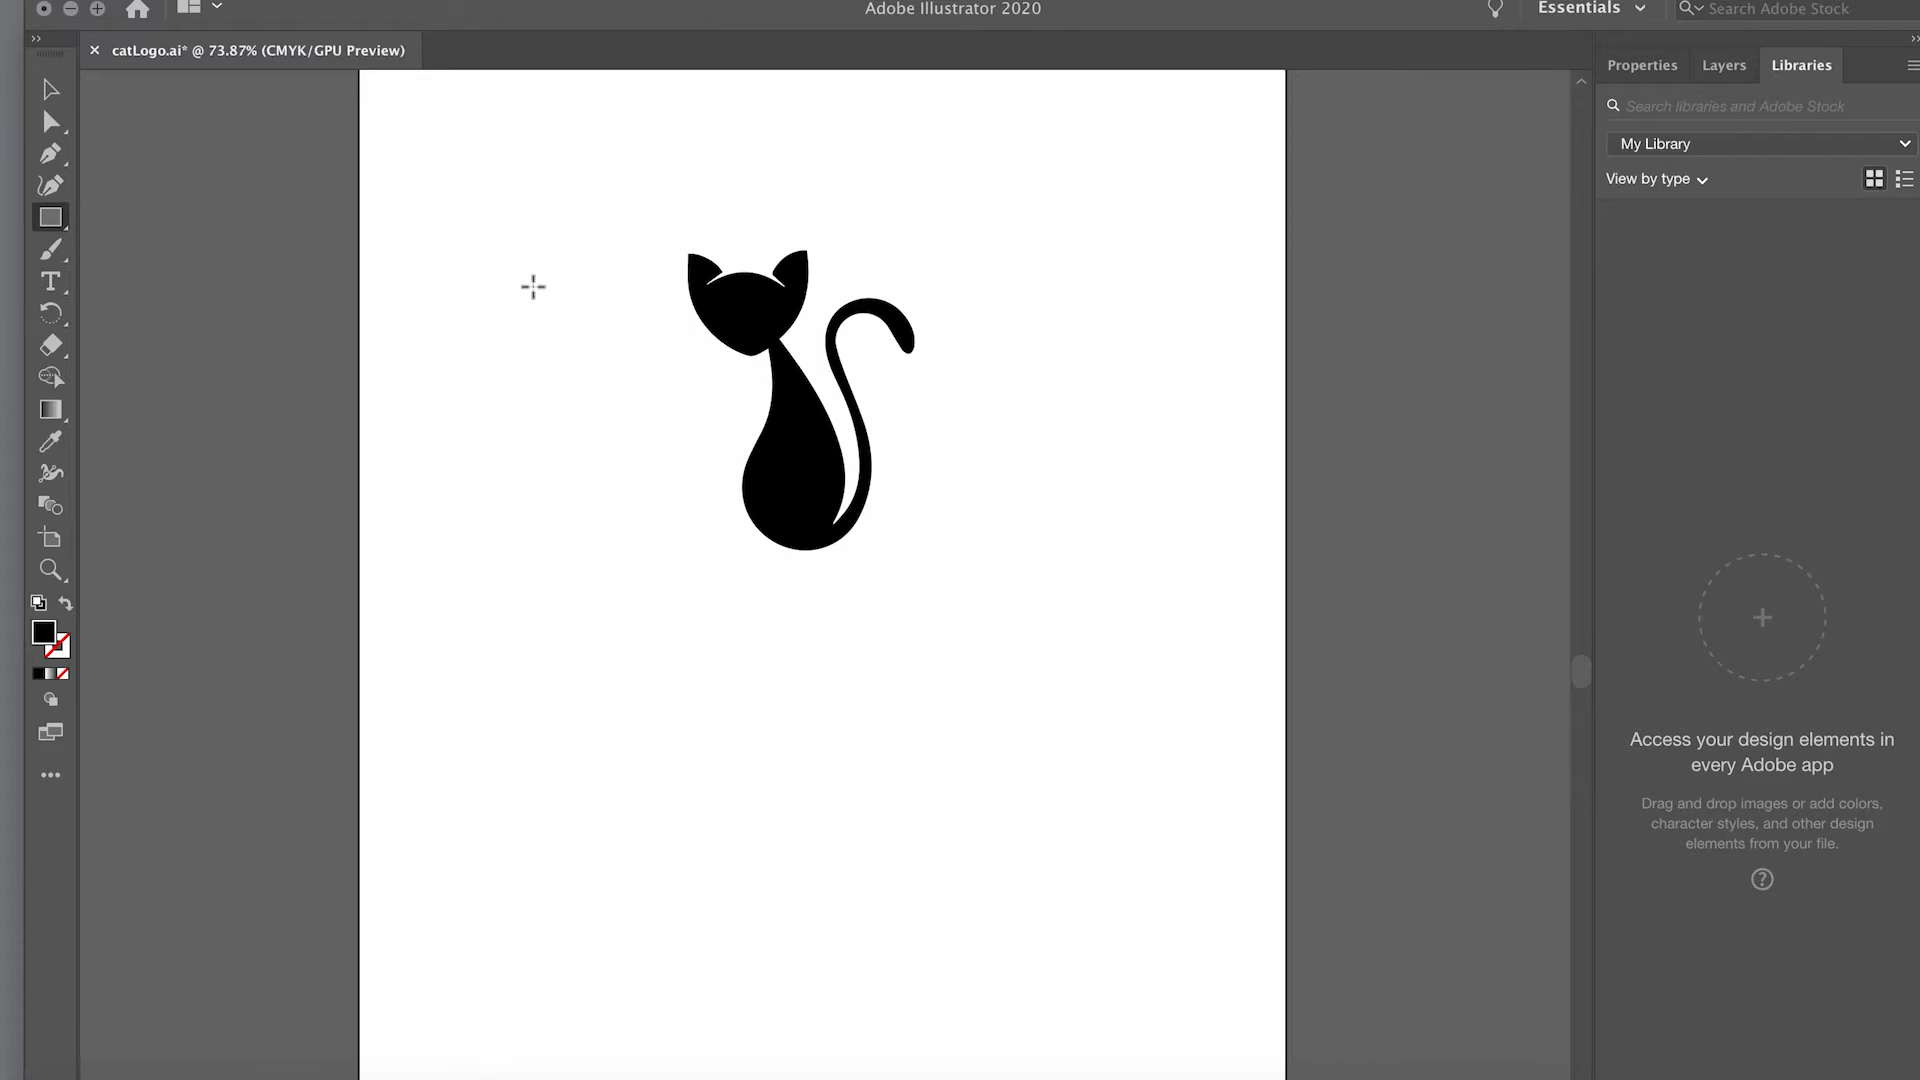 Adobe Illustrator 2020
Essentials
Search Adobe Stock
catLogo.ai* @ 73.87% (CMYK/GPU Preview)
Properties
Layers
Libraries
Search libraries and Adobe Stock
My Library
View by type
Access your design elements in
every Adobe app
Drag and drop images or add colors,
character styles, and other design
elements from your file.